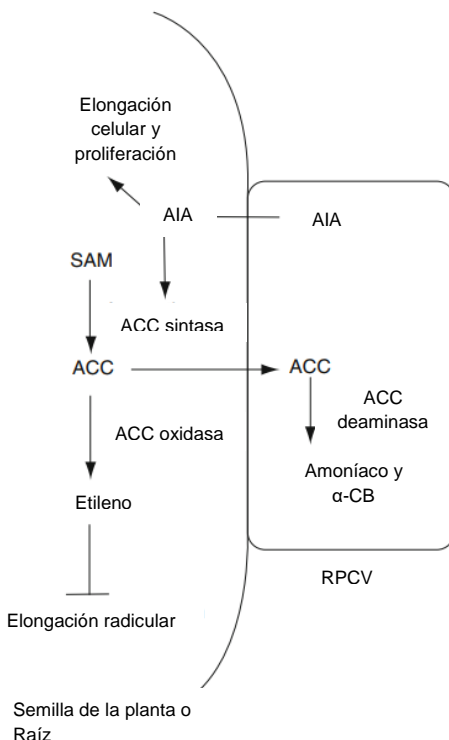 Elongación
celular y
proliferación
AIA
AIA
SAM
ACC sintasa
ACC
ACC
ACC
deaminasa
ACC oxidasa
Amoníaco y
α-CB
Etileno
RPCV
Elongación radicular
Semilla de la planta o
Raíz